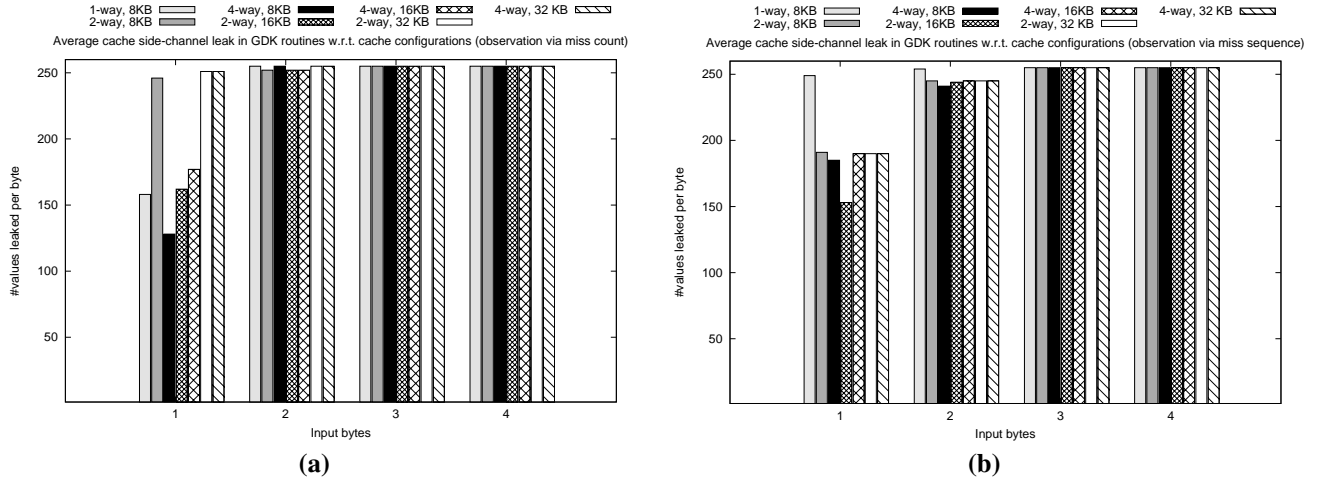 1-way, 8KB
2-way, 8KB
4-way, 8KB
2-way, 16KB
4-way, 16KB
2-way, 32 KB
4-way, 32 KB
Average cache side-channel leak in GDK routines w.r.t. cache configurations (observation via miss count)
#values leaked per byte
250
200
150
100
50
1
2
3
4
Input bytes
(a)
1-way, 8KB
2-way, 8KB
4-way, 8KB
2-way, 16KB
4-way, 16KB
2-way, 32 KB
4-way, 32 KB
Average cache side-channel leak in GDK routines w.r.t. cache configurations (observation via miss sequence)
#values leaked per byte
250
200
150
100
50
1
2
3
4
Input bytes
(b)